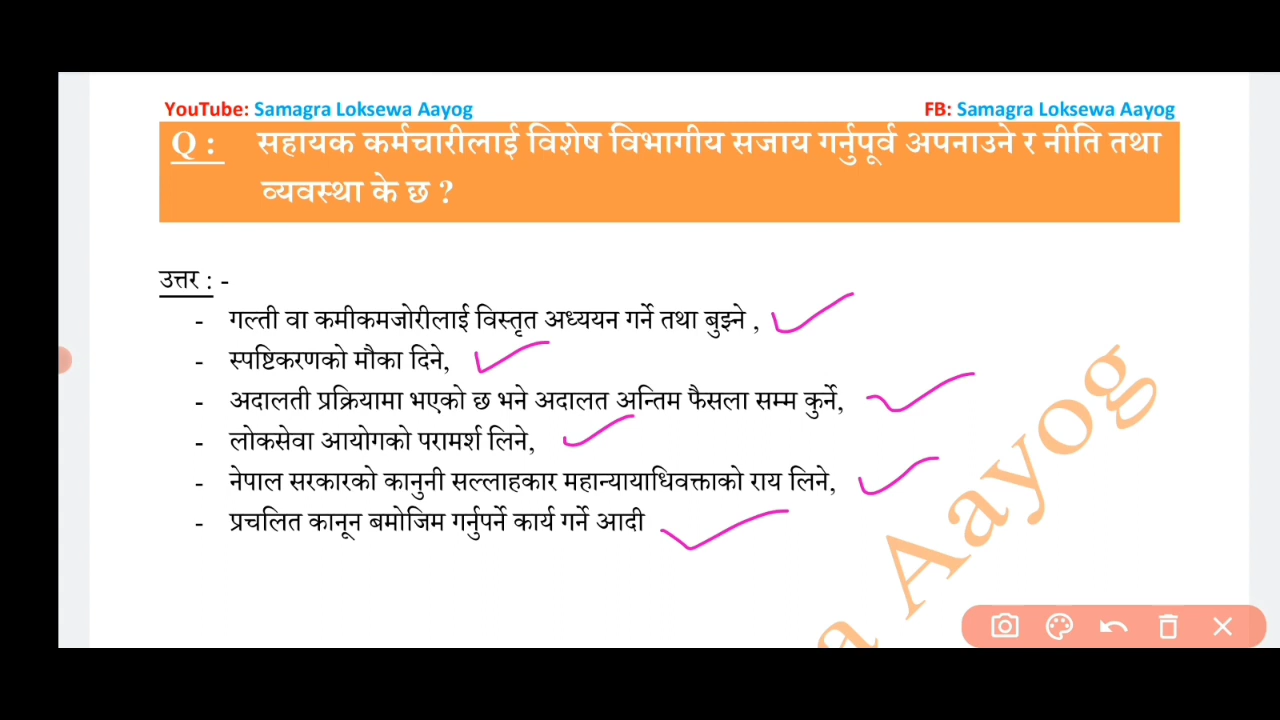 YouTube: Samagra Loksewa Aayog FB: Samagra Loksewa Aayog
Q : सहायक कर्मचारीलाई विशेष विभागीय सजाय गर्नुपूर्व अपनाउने र नीति तथा
व्यवस्था के छ ?
उत्तर : -
- गल्ती वा कमीकमजोरीलाई विस्तृत अध्ययन गर्ने तथा बुझ्ने ,
- स्पष्टिकरणको मौका दिने,
- अदालती प्रक्रियामा भएको छ भने अदालत अन्तिम फैसला सम्म कुर्ने,
- लोकसेवा आयोगको परामर्श लिने,
- नेपाल सरकारको कानुनी सल्लाहकार महान्यायाधिवक्ताको राय लिने,
- प्रचलित कानून बमोजिम गर्नुपर्ने कार्य गर्ने आदी
a Aayog